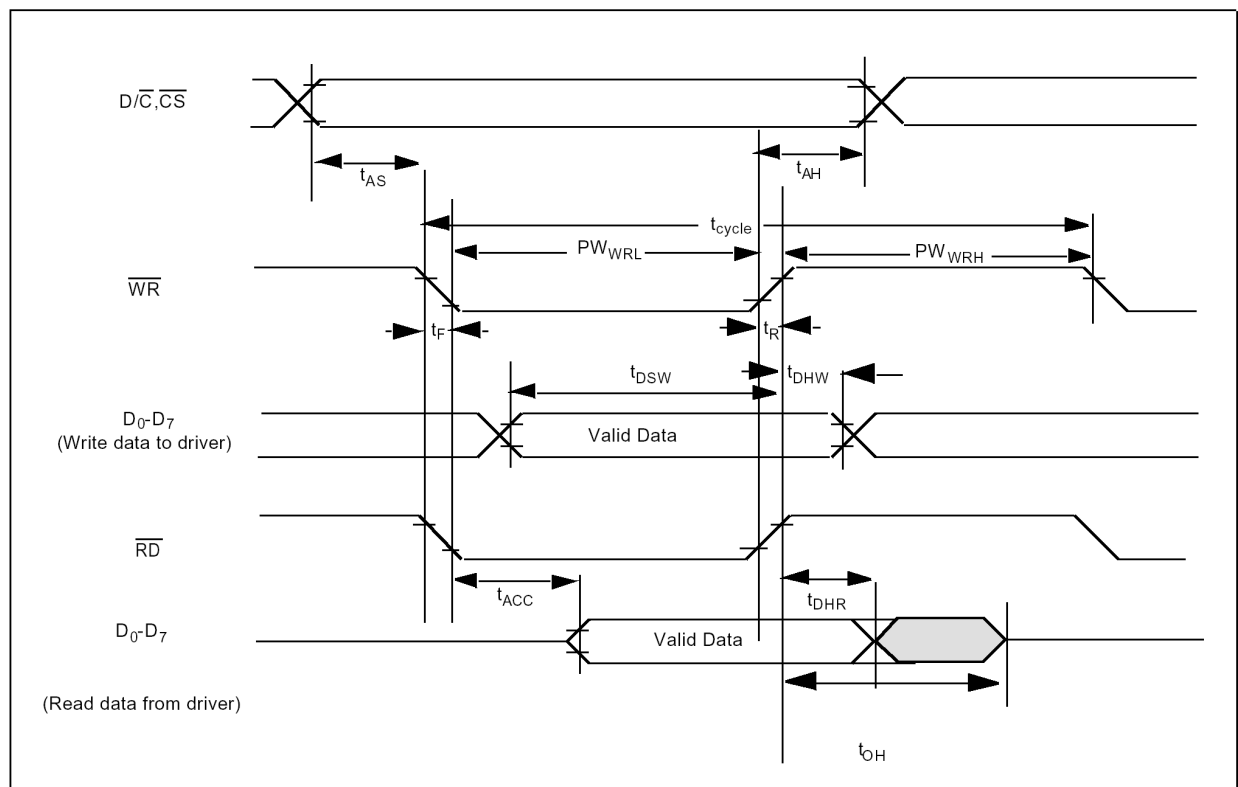 D/C̅,C̅S̅
tAS
tAH
tcycle
PWWRL
PWWRH
W̅R̅
tF
tR
tDSW
tDHW
D0-D7
(Write data to driver)
Valid Data
R̅D̅
tACC
tDHR
D0-D7
Valid Data
(Read data from driver)
tOH